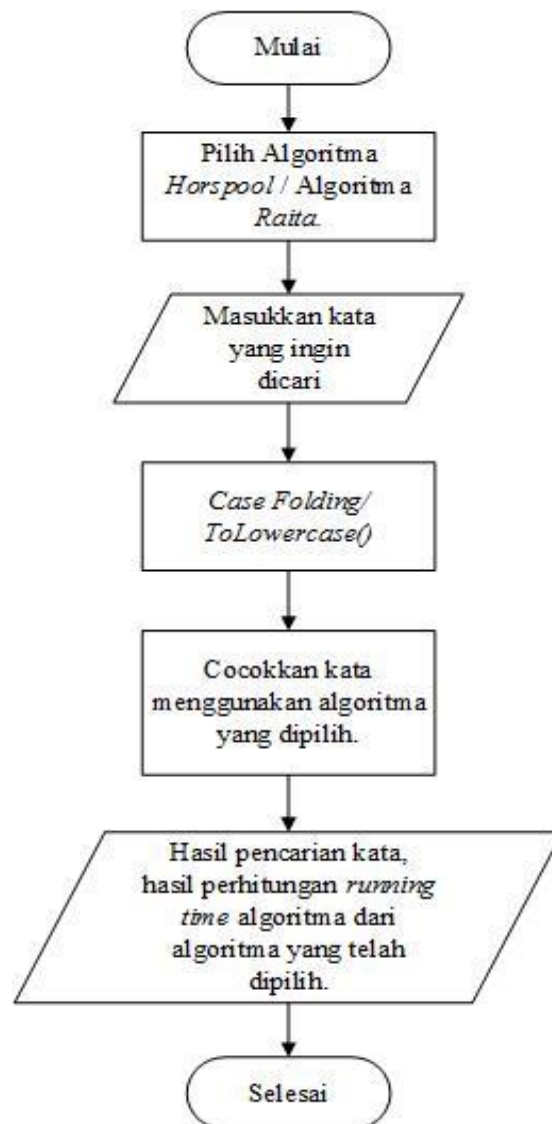 Mulai
Pilih Algoritma
Horspool / Algoritma
Raita.
Masukkan kata
yang ingin
dicari
Case Folding/
ToLowercase()
Cocokkan kata
menggunakan algoritma
yang dipilih.
Hasil pencarian kata,
hasil perhitungan running
time algoritma dari
algoritma yang telah
dipilih.
Selesai